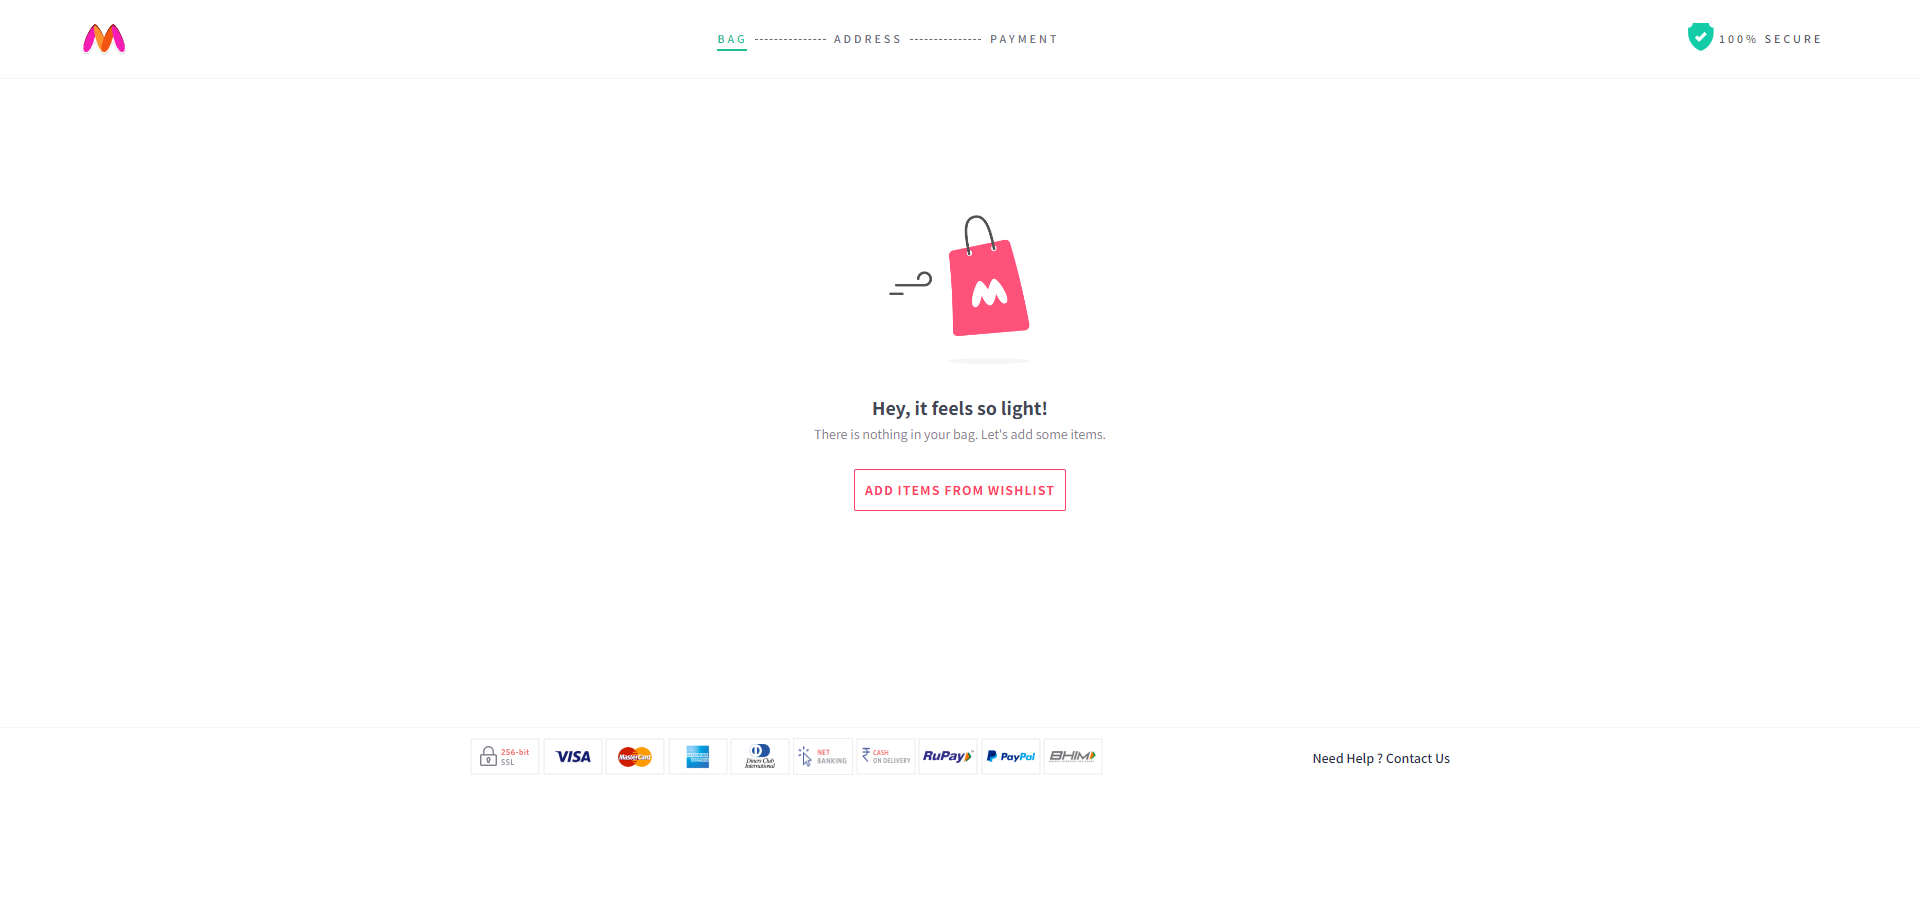 BAG ADDRESS PAYMENT
100% SECURE
Hey, it feels so light!
There is nothing in your bag. Let's add some items.
ADD ITEMS FROM WISHLIST
256-bit
SSL
VISA
MasterCard
Diners Club
International
NET
BANKING
CASH
ON DELIVERY
RuPay
PayPal
BHIM
Need Help ? Contact Us